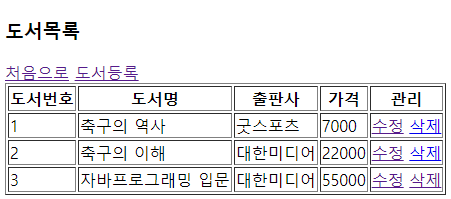 도서목록
처음으로 도서등록
도서번호 도서명 출판사 가격 관리
1 축구의 역사 굿스포츠 7000 수정 삭제
2 축구의 이해 대한미디어 22000 수정 삭제
3 자바프로그래밍 입문 대한미디어 55000 수정 삭제